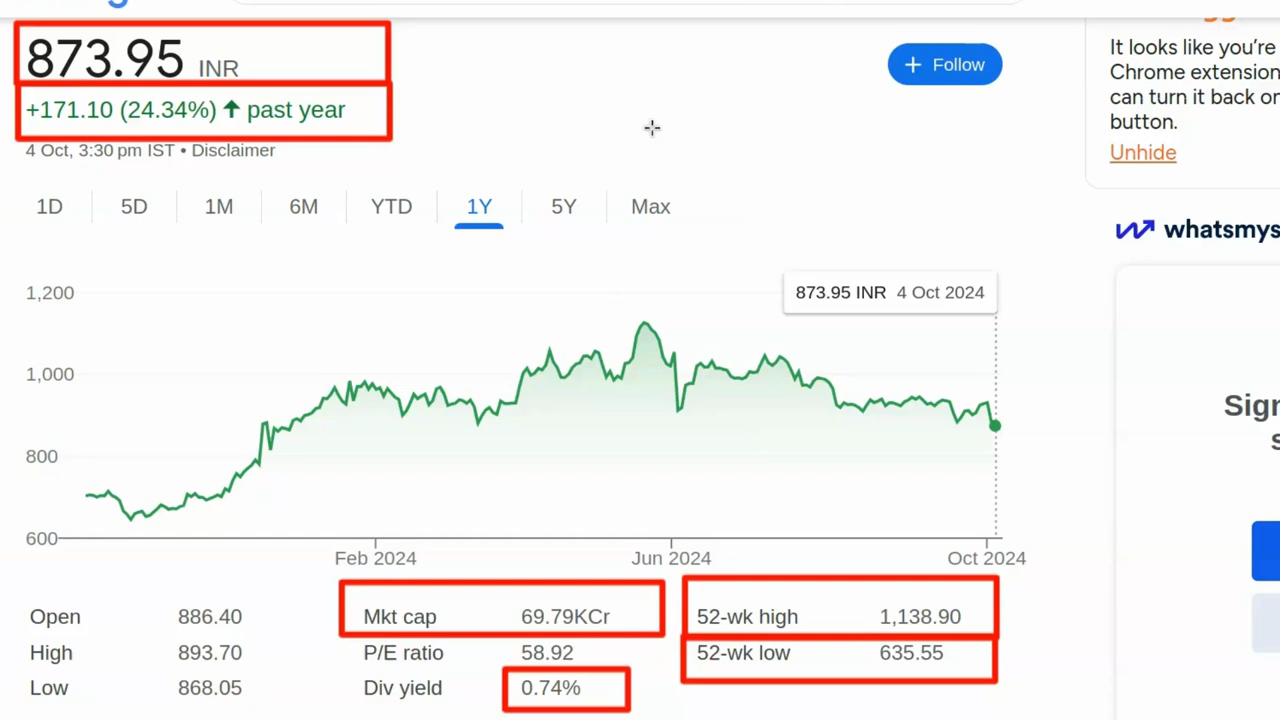 873.95 INR
+171.10 (24.34%) ↑ past year
4 Oct, 3:30 pm IST • Disclaimer
+ Follow
1D 5D 1M 6M YTD 1Y 5Y Max
873.95 INR 4 Oct 2024
1,200
1,000
800
600
Feb 2024 Jun 2024 Oct 2024
Open 886.40 Mkt cap 69.79KCr 52-wk high 1,138.90
High 893.70 P/E ratio 58.92 52-wk low 635.55
Low 868.05 Div yield 0.74%
It looks like you're
Chrome extension
can turn it back on
button.
Unhide
whatsmys
Sign
s